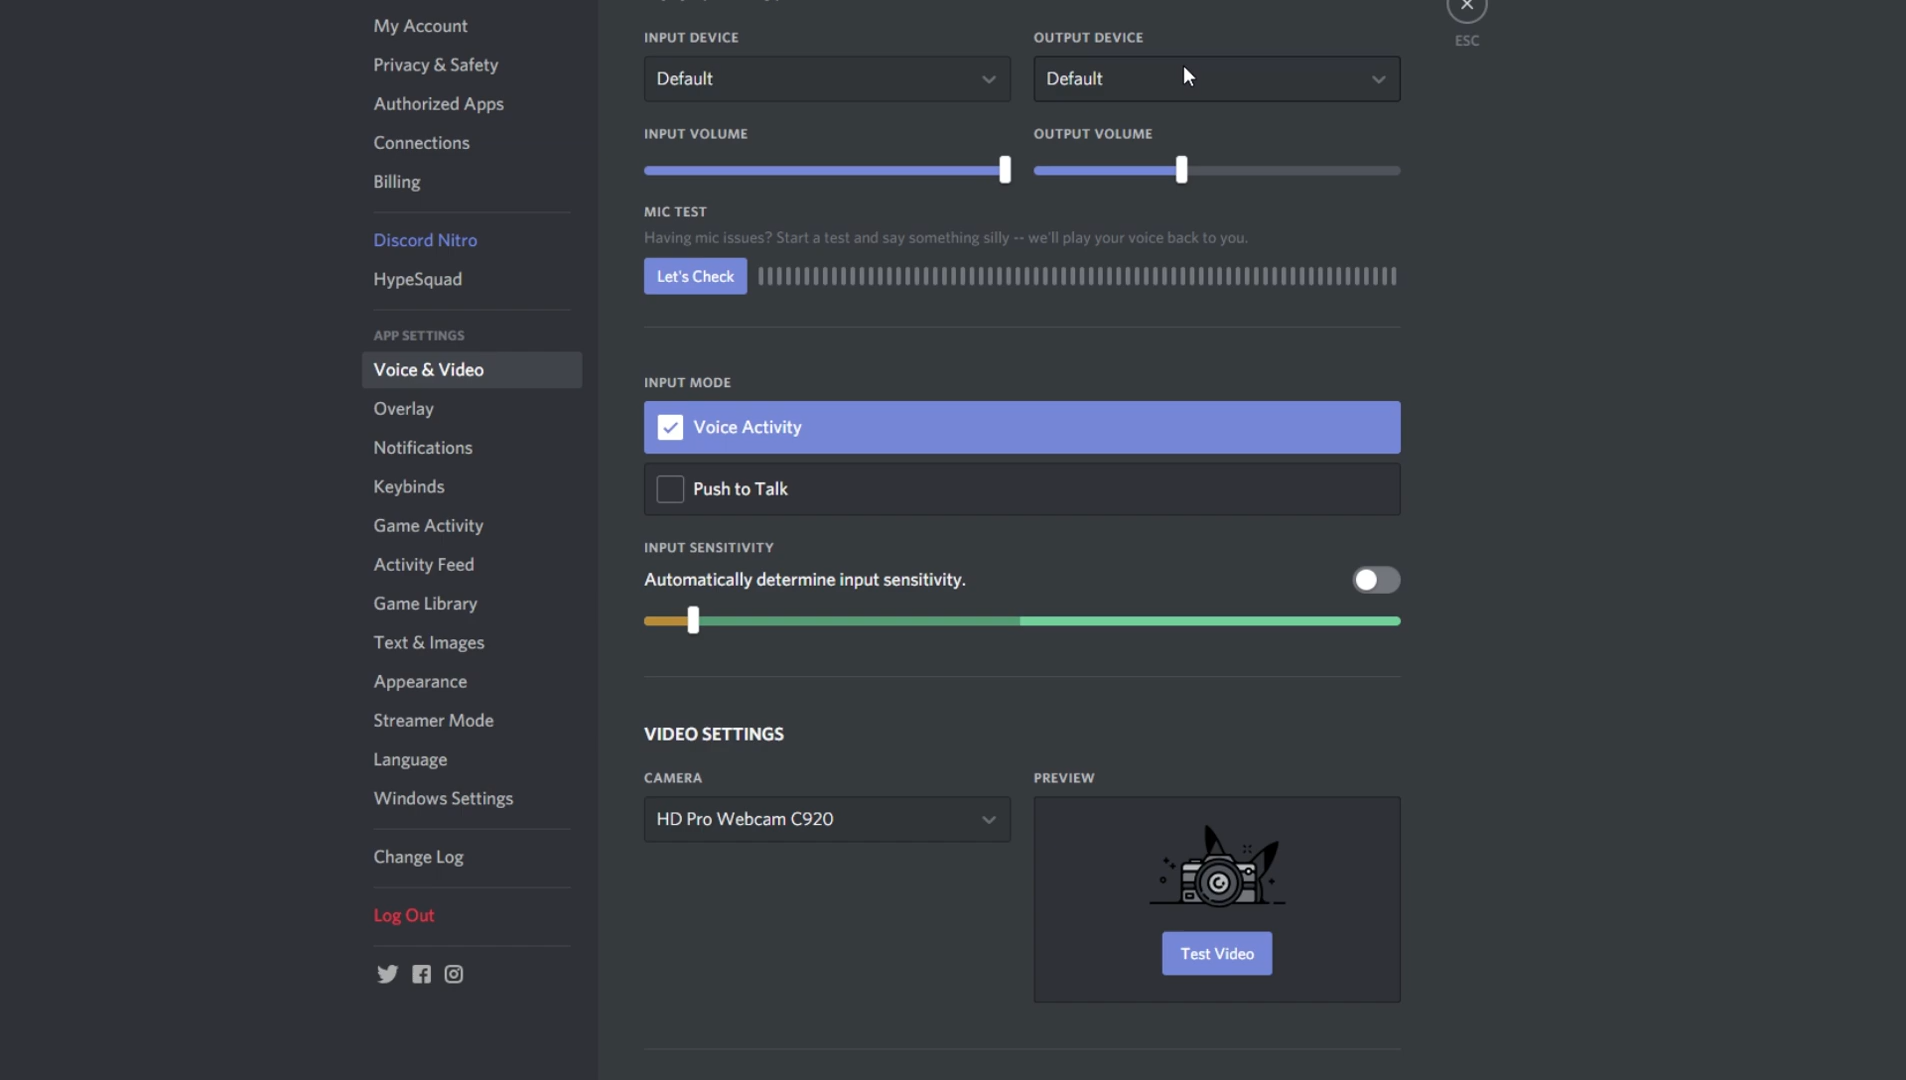 My Account
Privacy & Safety
Authorized Apps
Connections
Billing
Discord Nitro
HypeSquad
APP SETTINGS
Voice & Video
Overlay
Notifications
Keybinds
Game Activity
Activity Feed
Game Library
Text & Images
Appearance
Streamer Mode
Language
Windows Settings
Change Log
Log Out
INPUT DEVICE
Default
OUTPUT DEVICE
Default
INPUT VOLUME
OUTPUT VOLUME
MIC TEST
Having mic issues? Start a test and say something silly -- we'll play your voice back to you.
Let's Check
INPUT MODE
Voice Activity
Push to Talk
INPUT SENSITIVITY
Automatically determine input sensitivity.
VIDEO SETTINGS
CAMERA
HD Pro Webcam C920
PREVIEW
Test Video
ESC